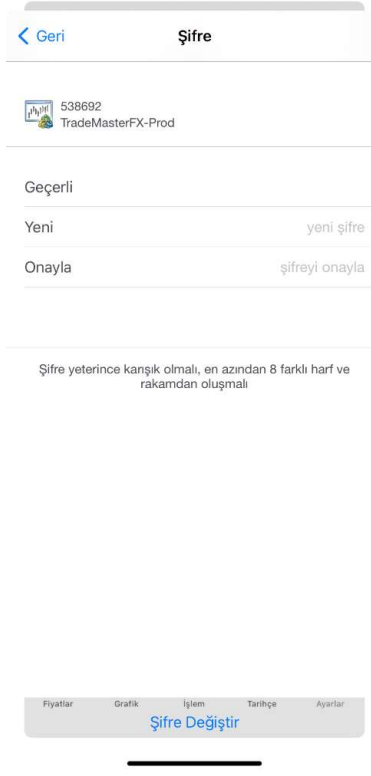 Geri
Şifre
538692
TradeMasterFX-Prod
Geçerli
Yeni
yeni şifre
Onayla
şifreyi onayla
Şifre yeterince karışık olmalı, en azından 8 farklı harf ve
rakamdan oluşmalı
Fiyatlar Grafik İşlem Tarihçe Ayarlar
Şifre Değiştir